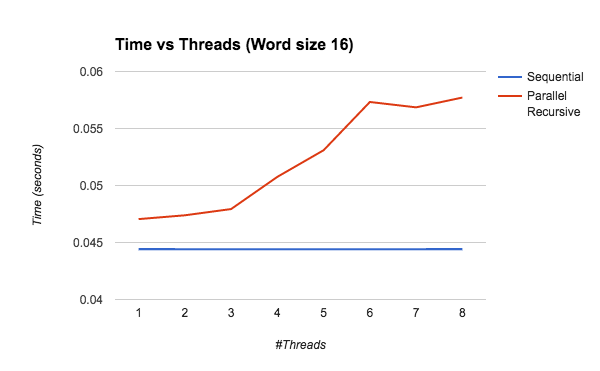 Time vs Threads (Word size 16)
0.06
0.055
0.05
0.045
0.04
Time (seconds)
1 2 3 4 5 6 7 8
#Threads
Sequential
Parallel
Recursive